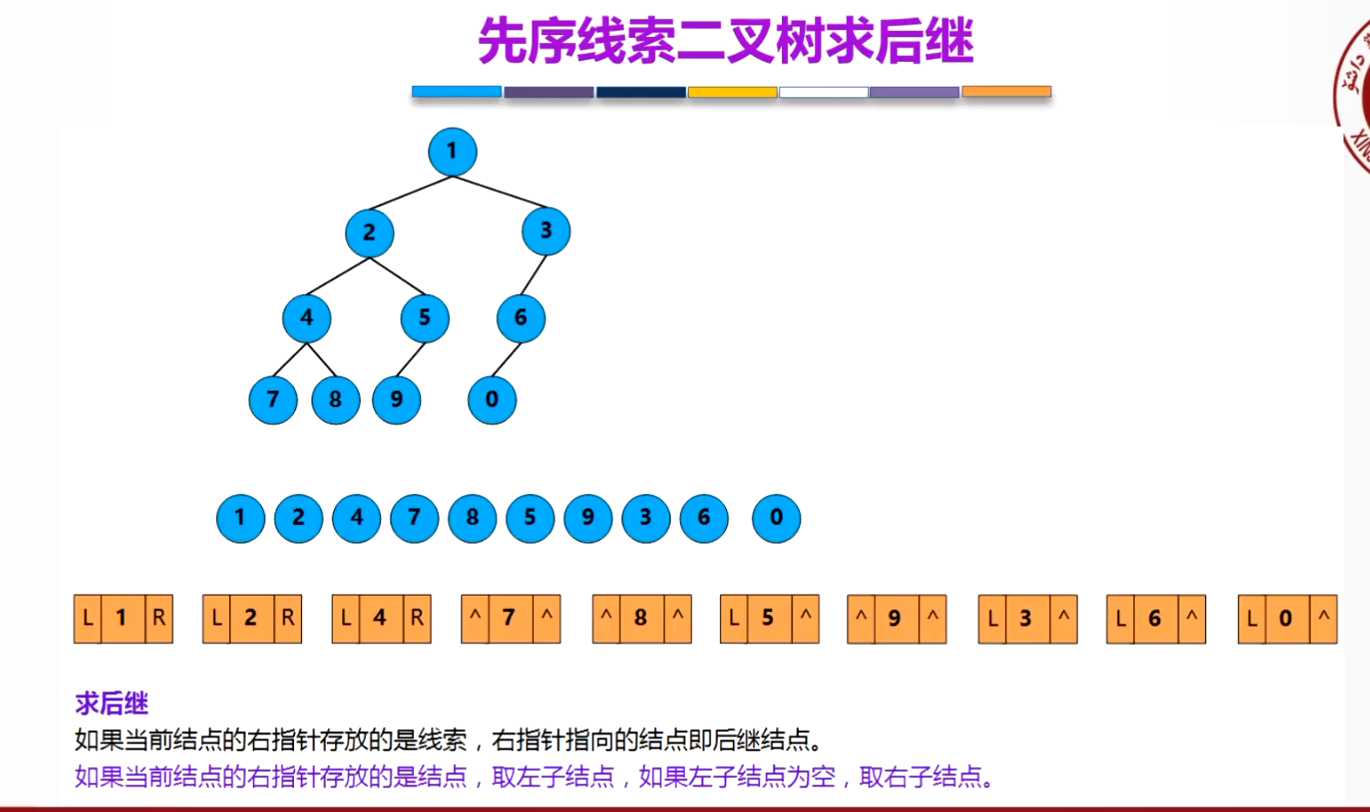 先序线索二叉树求后继
1
2 3
4 5 6
7 8 9 0
1 2 4 7 8 5 9 3 6 0
L 1 R L 2 R L 4 R ^ 7 ^ ^ 8 ^ L 5 ^ ^ 9 ^ L 3 ^ L 6 ^ L 0 ^
求后继
如果当前结点的右指针存放的是线索，右指针指向的结点即后继结点。
如果当前结点的右指针存放的是结点，取左子结点，如果左子结点为空，取右子结点。